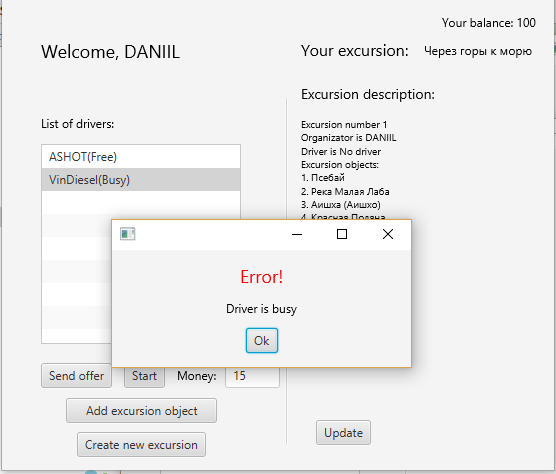 Your balance: 100
Welcome, DANIIL
Your excursion: Через горы к морю
Excursion description:
List of drivers:
Excursion number 1
Organizator is DANIIL
Driver is No driver
Excursion objects:
1. Псебай
2. Река Малая Лаба
3. Аишха (Аишхо)
4. Красная Поляна
ASHOT(Free)
VinDiesel(Busy)
Error!
Driver is busy
Ok
Send offer
Start
Money:
15
Add excursion object
Create new excursion
Update